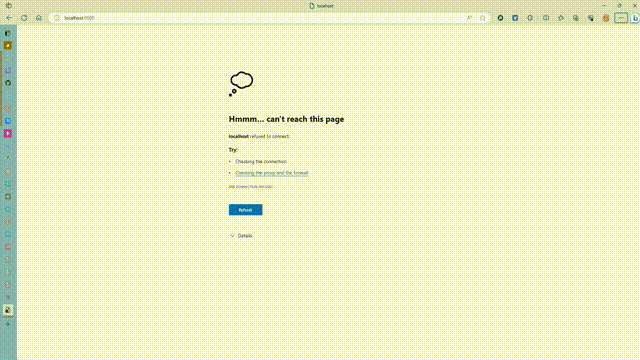 localhost
localhost:6006
Hmmm... can't reach this page
localhost refused to connect.
Try:
• Checking the connection
• Checking the proxy and the firewall
ERR_CONNECTION_REFUSED
Refresh
Details